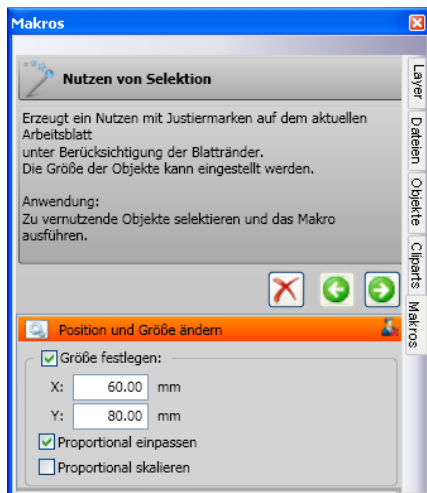 Makros
Nutzen von Selektion
Erzeugt ein Nutzen mit Justiermarken auf dem aktuellen
Arbeitsblatt
unter Berücksichtigung der Blattränder.
Die Größe der Objekte kann eingestellt werden.
Anwendung:
Zu vernutzende Objekte selektieren und das Makro
ausführen.
Position und Größe ändern
Größe festlegen:
X: 60.00 mm
Y: 80.00 mm
Proportional einpassen
Proportional skalieren
Layer
Dateien
Objekte
Cliparts
Makros